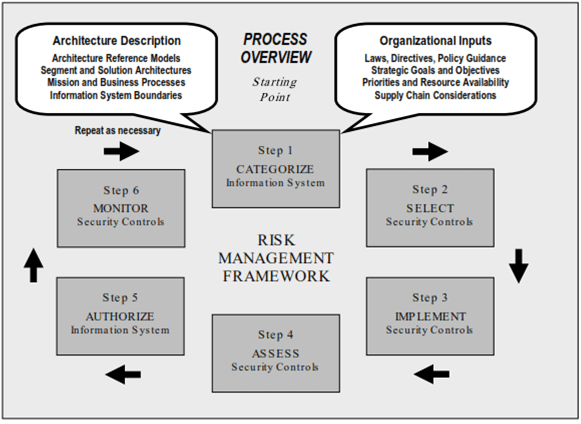 Architecture Description
Architecture Reference Models
Segment and Solution Architectures
Mission and Business Processes
Information System Boundaries
PROCESS
OVERVIEW
Starting
Point
Organizational Inputs
Laws, Directives, Policy Guidance
Strategic Goals and Objectives
Priorities and Resource Availability
Supply Chain Considerations
Repeat as necessary
Step 1
CATEGORIZE
Information System
Step 2
SELECT
Security Controls
Step 3
IMPLEMENT
Security Controls
Step 4
ASSESS
Security Controls
Step 5
AUTHORIZE
Information System
Step 6
MONITOR
Security Controls
RISK
MANAGEMENT
FRAMEWORK